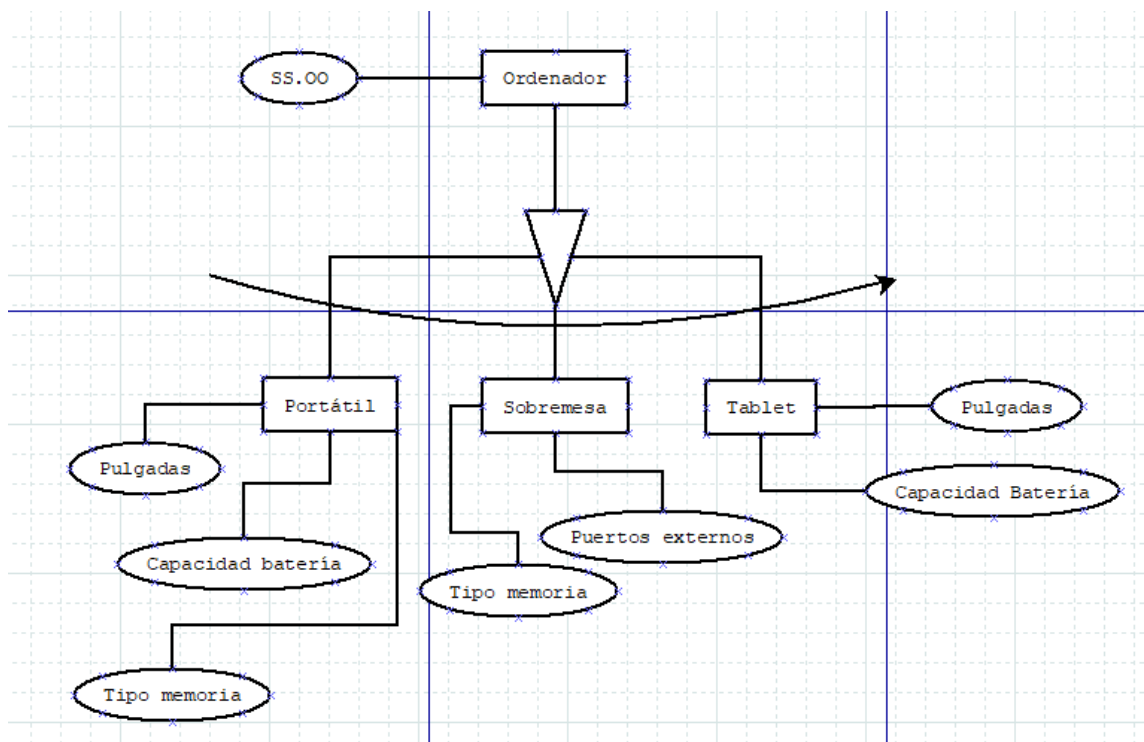 SS.OO
Ordenador
Portátil
Sobremesa
Tablet
Pulgadas
Pulgadas
Capacidad Batería
Capacidad batería
Puertos externos
Tipo memoria
Tipo memoria